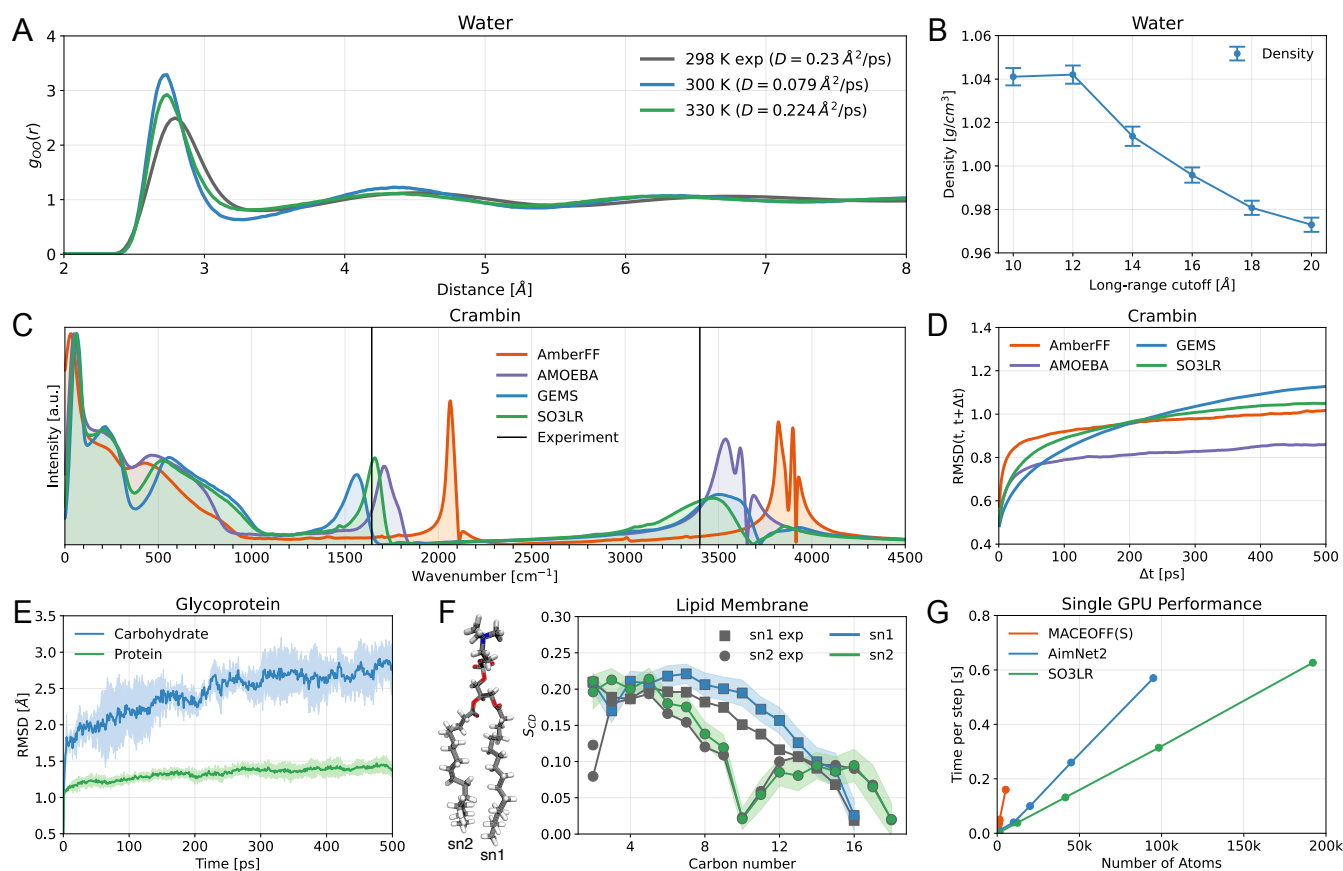 A
Water
4
3
2
1
0
g_OO(r)
298 K exp (D = 0.23 Å²/ps)
300 K (D = 0.079 Å²/ps)
330 K (D = 0.224 Å²/ps)
2 3 4 5 6 7 8
Distance [Å]
B
Water
1.06
1.04
1.02
1.00
0.98
0.96
Density [g/cm³]
Density
10 12 14 16 18 20
Long-range cutoff [Å]
C
Crambin
Intensity [a.u.]
AmberFF
AMOEBA
GEMS
SO3LR
Experiment
0 500 1000 1500 2000 2500 3000 3500 4000 4500
Wavenumber [cm⁻¹]
D
Crambin
1.4
1.2
1.0
0.8
0.6
0.4
RMSD(t, t+Δt)
AmberFF
AMOEBA
GEMS
SO3LR
0 100 200 300 400 500
Δt [ps]
E
Glycoprotein
3.5
3.0
2.5
2.0
1.5
1.0
0.5
RMSD [Å]
Carbohydrate
Protein
0 100 200 300 400 500
Time [ps]
F
sn2
sn1
Lipid Membrane
0.30
0.25
0.20
0.15
0.10
0.05
0.00
S_CD
sn1 exp
sn2 exp
sn1
sn2
4 8 12 16
Carbon number
G
Single GPU Performance
0.8
0.6
0.4
0.2
0.0
Time per step [s]
MACEOFF(S)
AimNet2
SO3LR
0 50k 100k 150k 200k
Number of Atoms